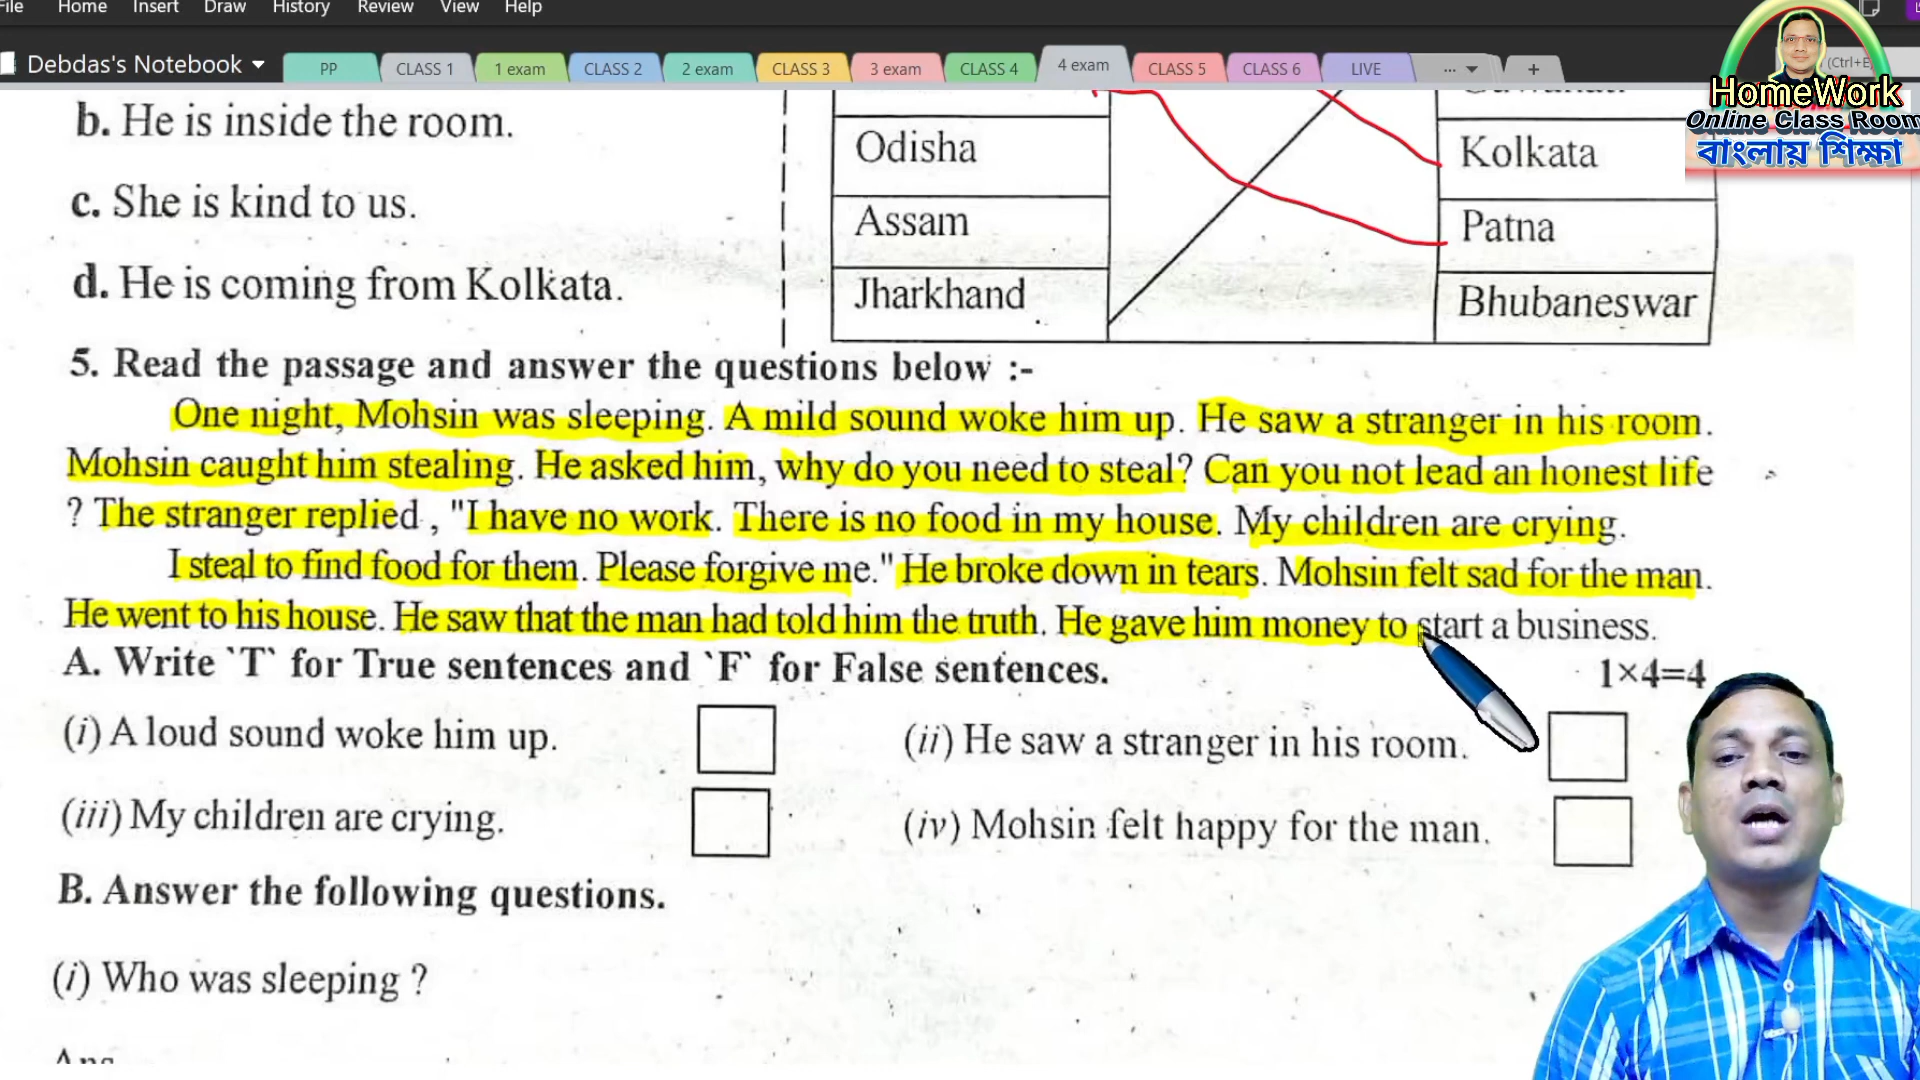 File Home Insert Draw History Review View Help
Debdas's Notebook PP CLASS 1 1 exam CLASS 2 2 exam CLASS 3 3 exam CLASS 4 4 exam CLASS 5 CLASS 6 LIVE ... +
(Ctrl+E)
HomeWork
Online Class Room
বাংলায় শিক্ষা
b. He is inside the room.
c. She is kind to us.
d. He is coming from Kolkata.
Odisha Kolkata
Assam Patna
Jharkhand Bhubaneswar
5. Read the passage and answer the questions below :-
One night, Mohsin was sleeping. A mild sound woke him up. He saw a stranger in his room.
Mohsin caught him stealing. He asked him, why do you need to steal? Can you not lead an honest life
? The stranger replied , "I have no work. There is no food in my house. My children are crying.
I steal to find food for them. Please forgive me." He broke down in tears. Mohsin felt sad for the man.
He went to his house. He saw that the man had told him the truth. He gave him money to start a business.
A. Write `T` for True sentences and `F` for False sentences. 1×4=4
(i) A loud sound woke him up. (ii) He saw a stranger in his room.
(iii) My children are crying. (iv) Mohsin felt happy for the man.
B. Answer the following questions.
(i) Who was sleeping ?